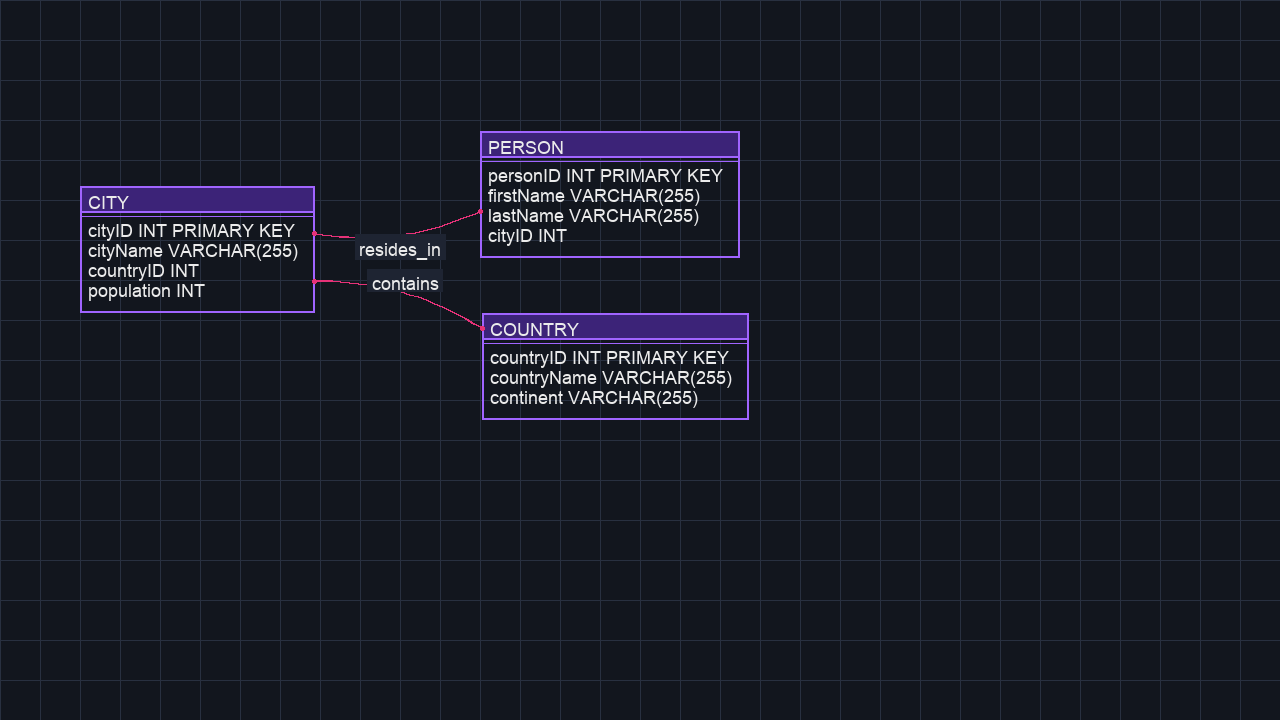 CITY
cityID INT PRIMARY KEY
cityName VARCHAR(255)
countryID INT
population INT
resides_in
contains
PERSON
personID INT PRIMARY KEY
firstName VARCHAR(255)
lastName VARCHAR(255)
cityID INT
COUNTRY
countryID INT PRIMARY KEY
countryName VARCHAR(255)
continent VARCHAR(255)